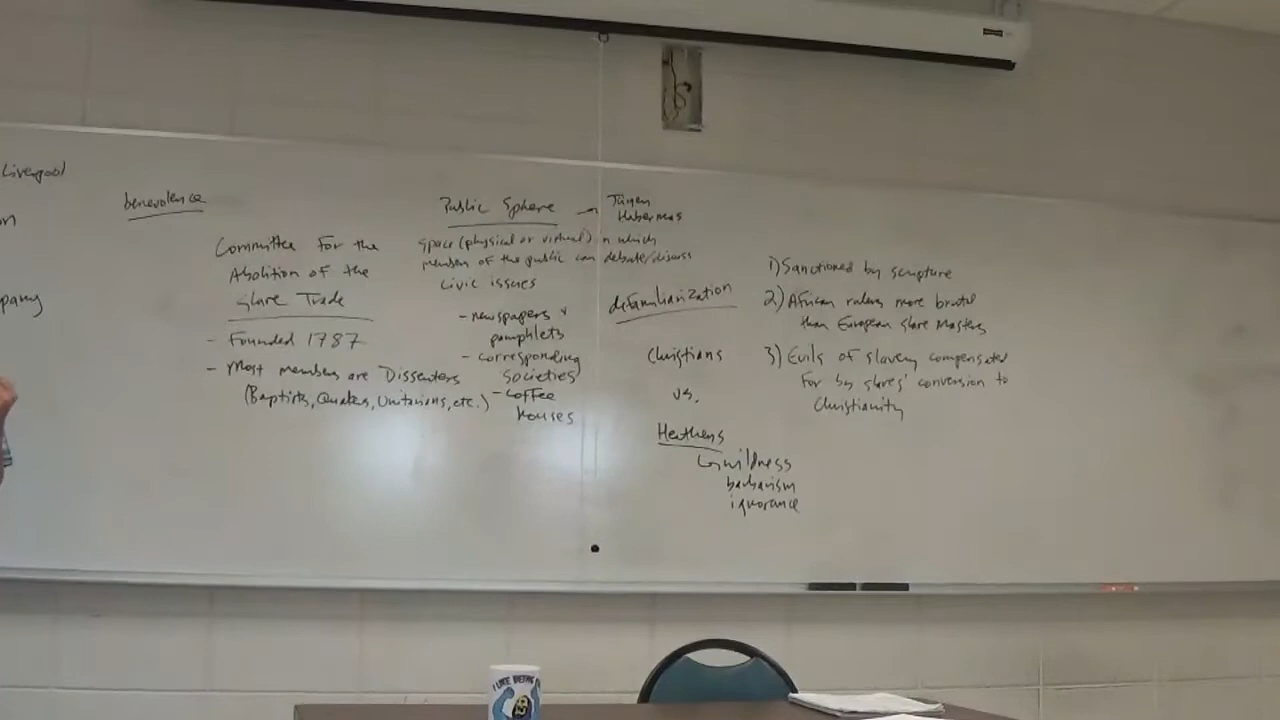 Liverpool
on
pany
benevolence
Committee for the
Abolition of the
Slave Trade
- Founded 1787
- Most members are Dissenters
(Baptists, Quakers, Unitarians, etc.)
Public Sphere - Jürgen
Habermas
space (physical or virtual) in which
members of the public can debate/discuss
civic issues
- newspapers +
pamphlets
- corresponding
societies
- coffee
houses
defamiliarization
Christians
vs.
Heathens
↳ wildness
barbarism
ignorance
1) Sanctioned by scripture
2) African rulers more brutal
than European slave masters
3) Evils of slavery compensated
for by slaves' conversion to
Christianity
I LIKE